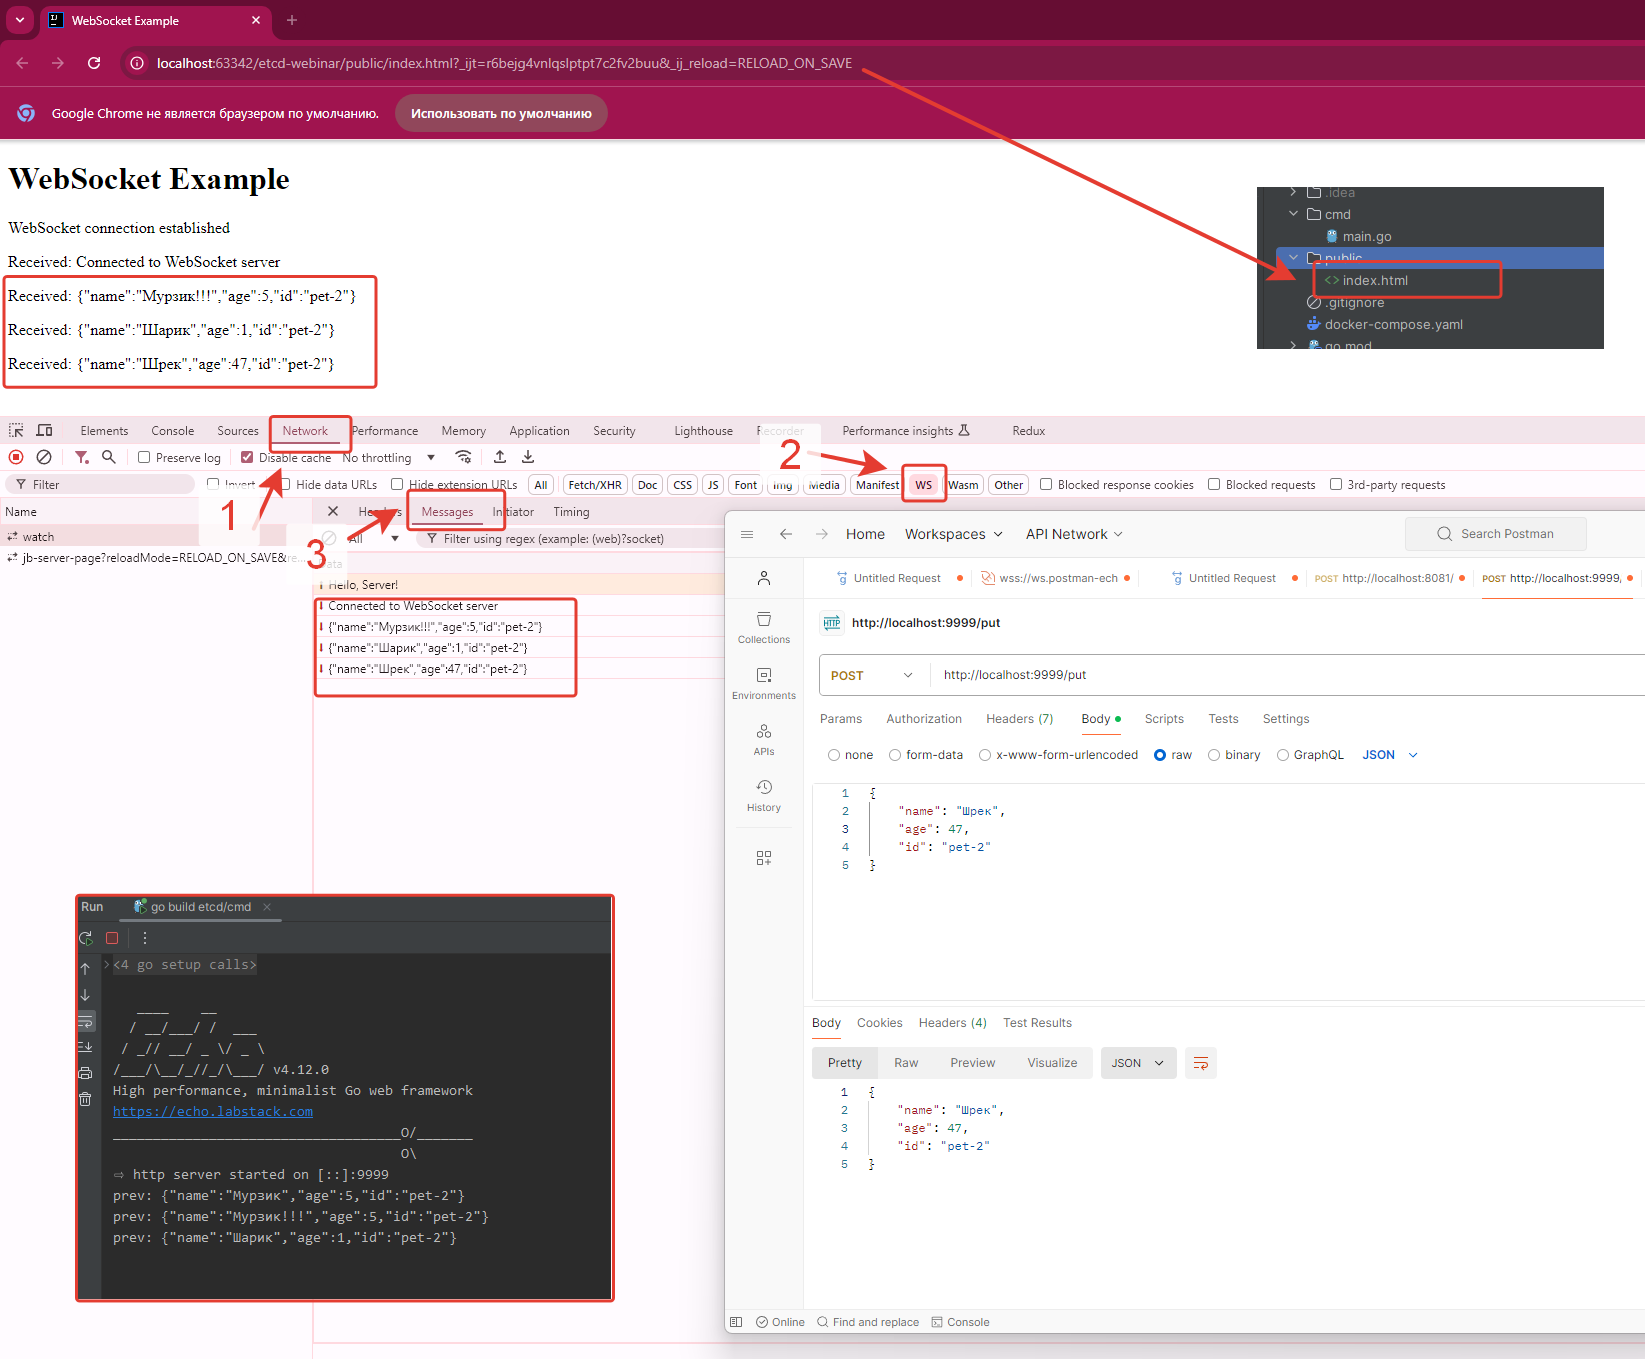 WebSocket Example
localhost:63342/etcd-webinar/public/index.html?_ijt=r6bejg4vnlqslptpt7c2fv2buu&_ij_reload=RELOAD_ON_SAVE
Google Chrome не является браузером по умолчанию. Использовать по умолчанию
WebSocket Example
WebSocket connection established
Received: Connected to WebSocket server
Received: {"name":"Мурзик!!!","age":5,"id":"pet-2"}
Received: {"name":"Шарик","age":1,"id":"pet-2"}
Received: {"name":"Шрек","age":47,"id":"pet-2"}
.idea
cmd
main.go
public
index.html
.gitignore
docker-compose.yaml
go.mod
Elements Console Sources Network Performance Memory Application Security Lighthouse Recorder Performance insights Redux
Preserve log Disable cache No throttling
Filter Invert Hide data URLs Hide extension URLs All Fetch/XHR Doc CSS JS Font Img Media Manifest WS Wasm Other Blocked response cookies Blocked requests 3rd-party requests
1
2
3
Name
watch
jb-server-page?reloadMode=RELOAD_ON_SAVE&re...
Headers Messages Initiator Timing
All Filter using regex (example: (web)?socket)
Data
Hello, Server!
Connected to WebSocket server
{"name":"Мурзик!!!","age":5,"id":"pet-2"}
{"name":"Шарик","age":1,"id":"pet-2"}
{"name":"Шрек","age":47,"id":"pet-2"}
Home Workspaces API Network Search Postman
Untitled Request wss://ws.postman-ech Untitled Request POST http://localhost:8081/ POST http://localhost:9999,
Collections
Environments
APIs
History
HTTP http://localhost:9999/put
POST http://localhost:9999/put
Params Authorization Headers (7) Body Scripts Tests Settings
none form-data x-www-form-urlencoded raw binary GraphQL JSON
1 {
2 "name": "Шрек",
3 "age": 47,
4 "id": "pet-2"
5 }
Body Cookies Headers (4) Test Results
Pretty Raw Preview Visualize JSON
1 {
2 "name": "Шрек",
3 "age": 47,
4 "id": "pet-2"
5 }
Online Find and replace Console
Run go build etcd/cmd
<4 go setup calls>
   ____    __
  / __/___/ /  ___
 / _// __/ _ \/ _ \
/___/\__/_//_/\___/ v4.12.0
High performance, minimalist Go web framework
https://echo.labstack.com
____________________________________O/_______
                                    O\
⇨ http server started on [::]:9999
prev: {"name":"Мурзик","age":5,"id":"pet-2"}
prev: {"name":"Мурзик!!!","age":5,"id":"pet-2"}
prev: {"name":"Шарик","age":1,"id":"pet-2"}